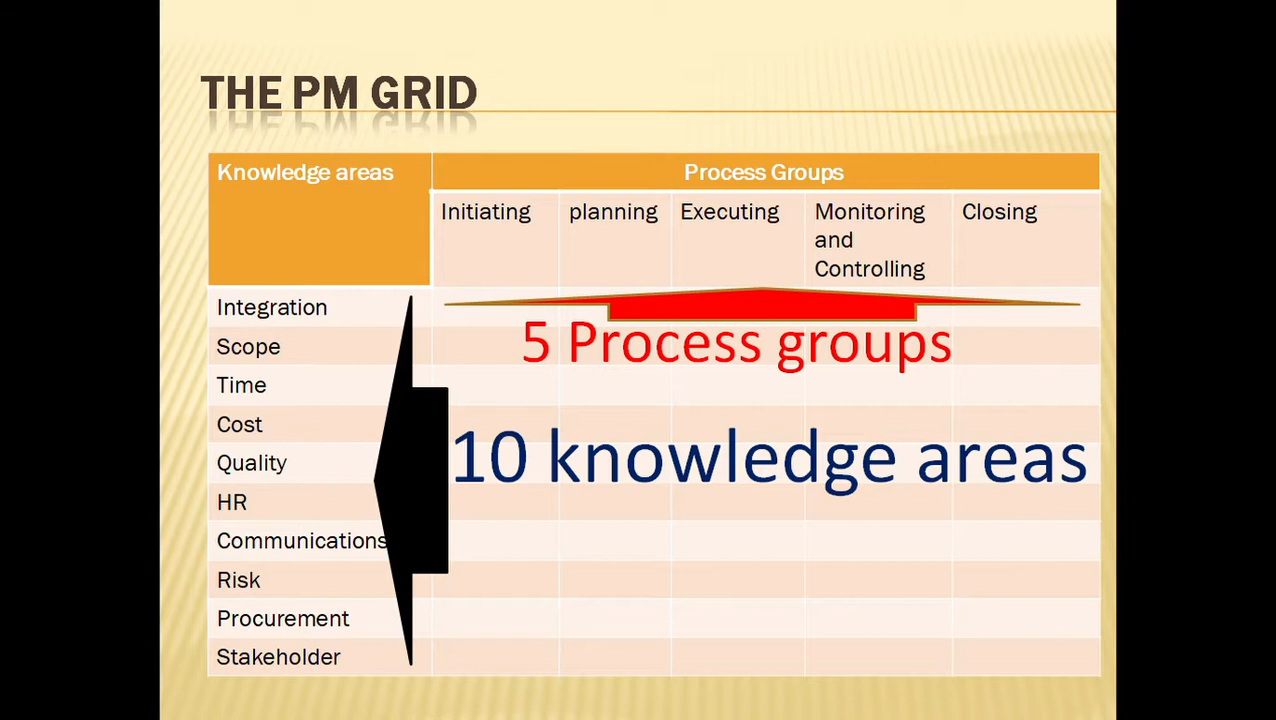 THE PM GRID
Knowledge areas
Process Groups
Initiating
planning
Executing
Monitoring
and
Controlling
Closing
Integration
Scope
Time
Cost
Quality
HR
Communications
Risk
Procurement
Stakeholder
5 Process groups
10 knowledge areas